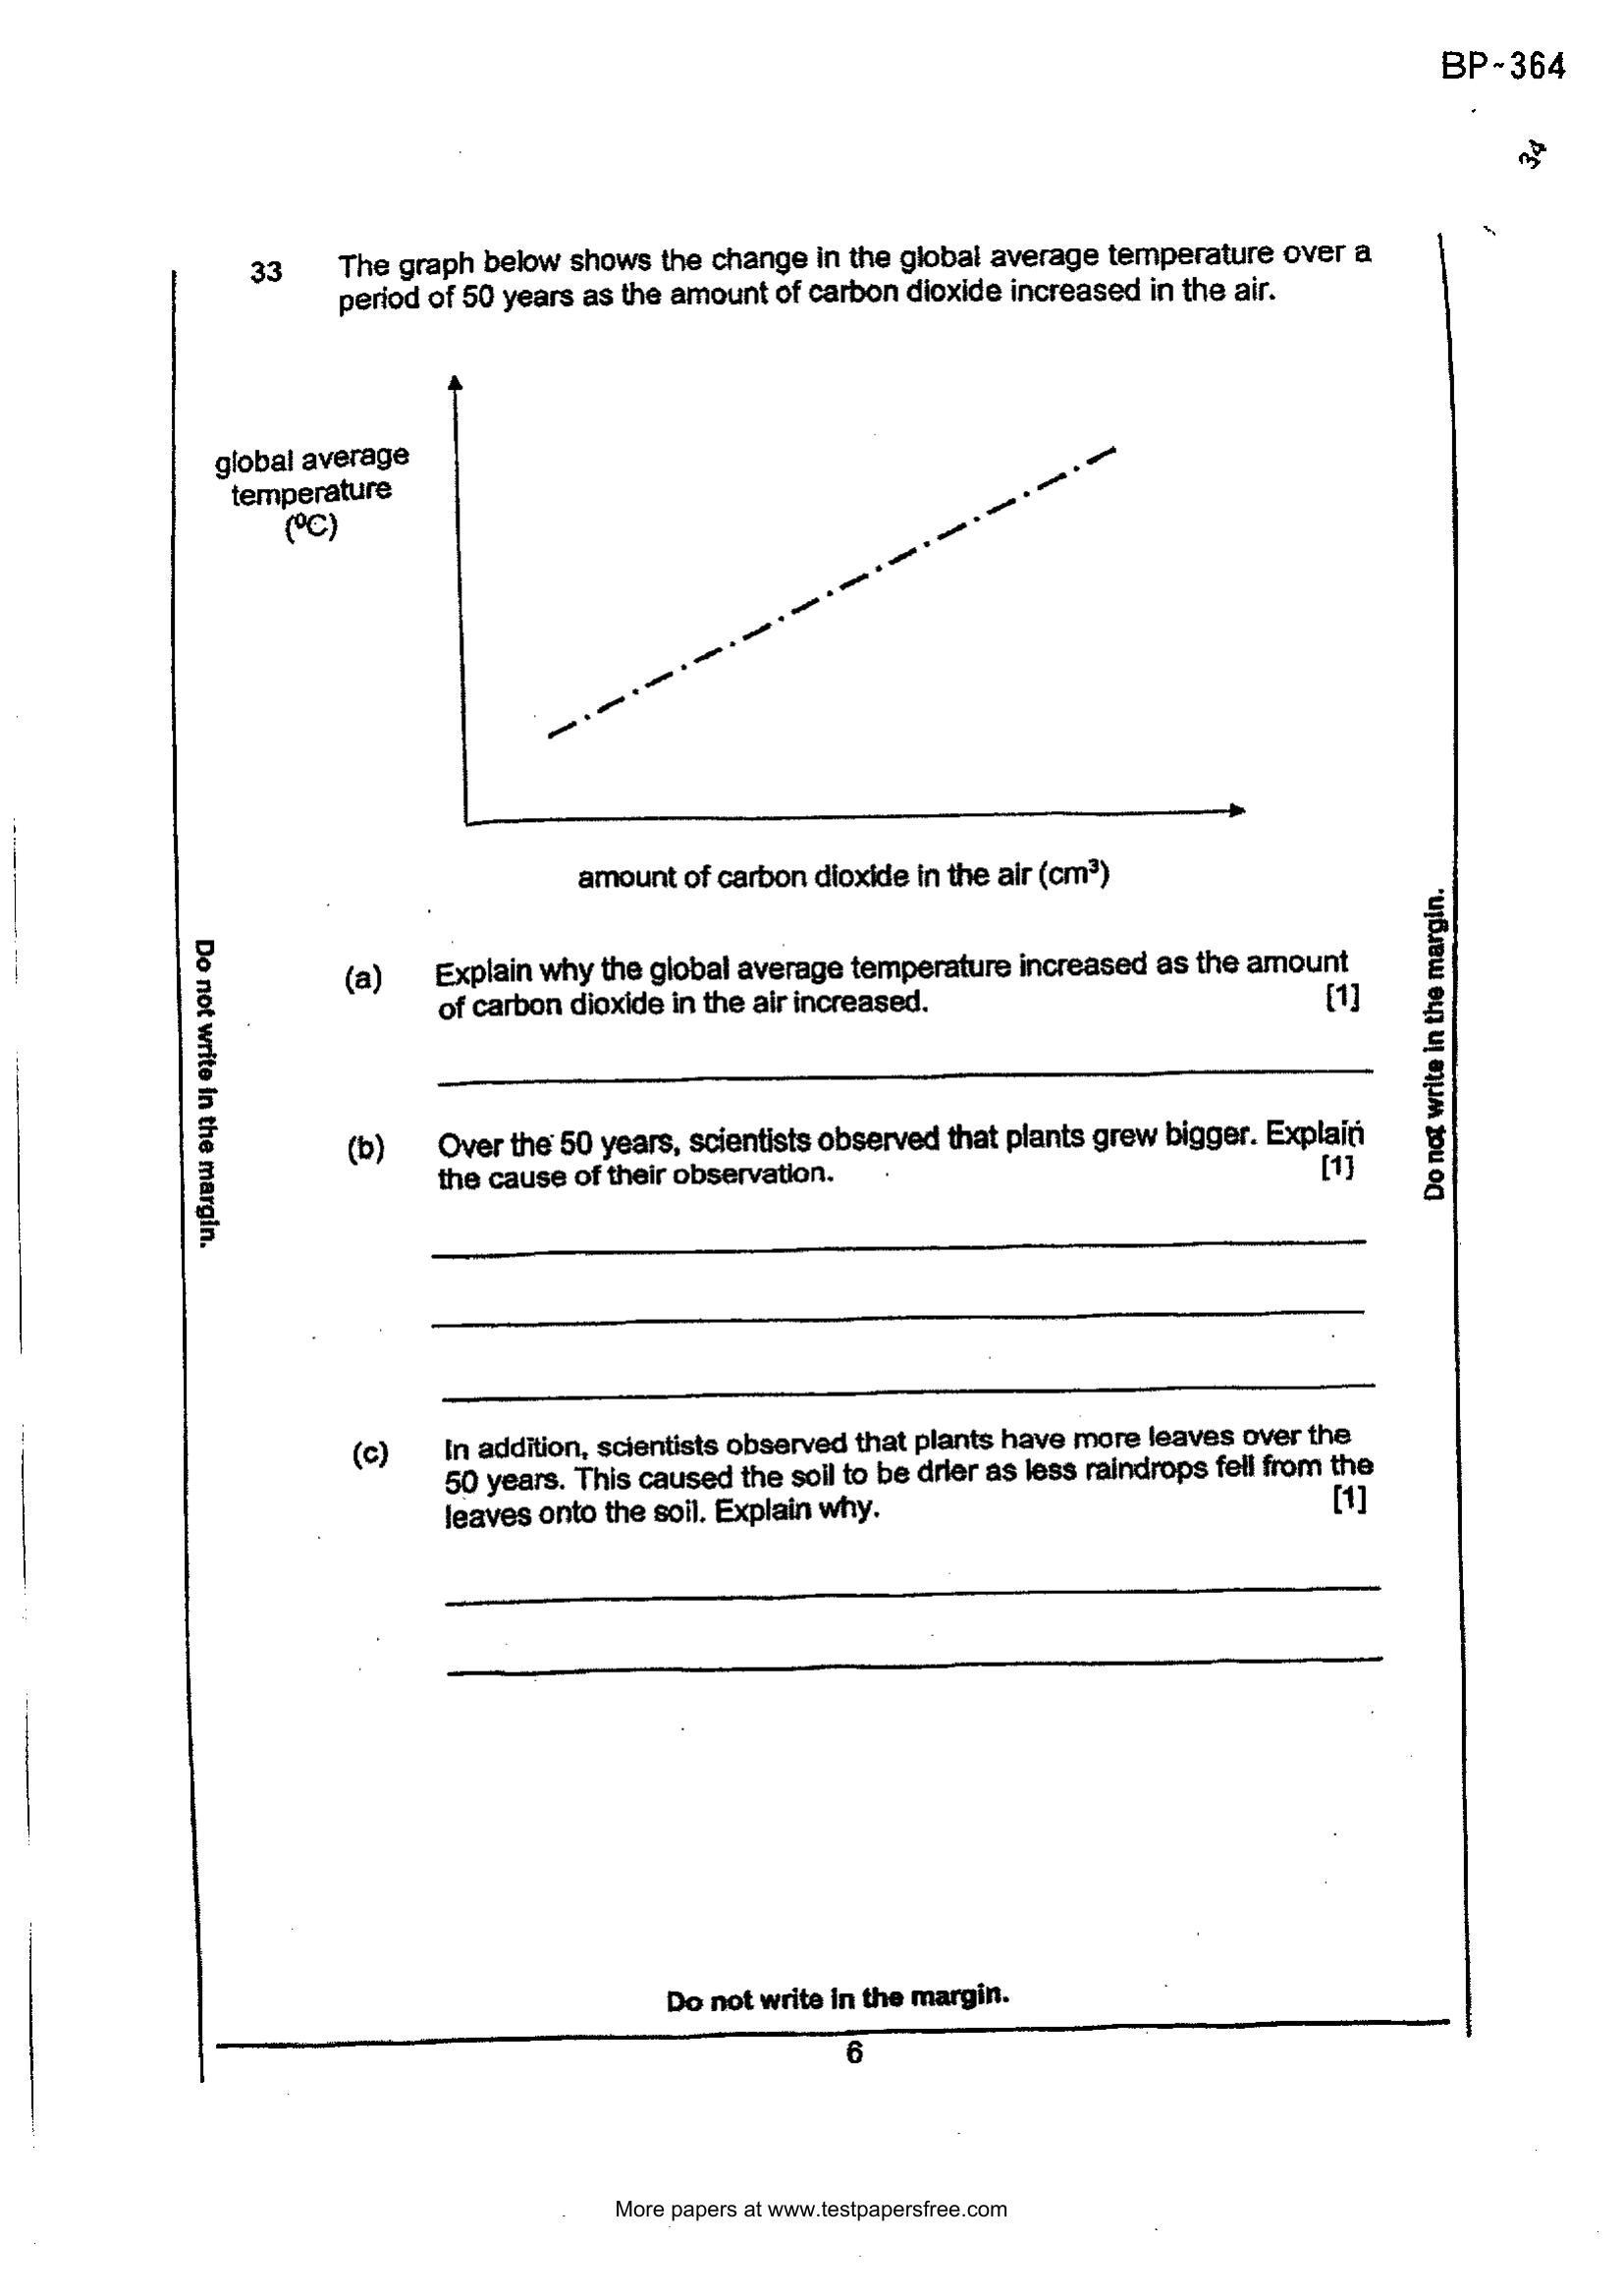 BP-364
34
33 The graph below shows the change in the global average temperature over a
period of 50 years as the amount of carbon dioxide increased in the air.
global average
temperature
(⁰C)
amount of carbon dioxide in the air (cm³)
(a) Explain why the global average temperature increased as the amount
of carbon dioxide in the air increased. [1]
(b) Over the 50 years, scientists observed that plants grew bigger. Explain
the cause of their observation. [1]
(c) In addition, scientists observed that plants have more leaves over the
50 years. This caused the soil to be drier as less raindrops fell from the
leaves onto the soil. Explain why. [1]
Do not write in the margin.
Do not write in the margin.
Do not write in the margin.
6
More papers at www.testpapersfree.com